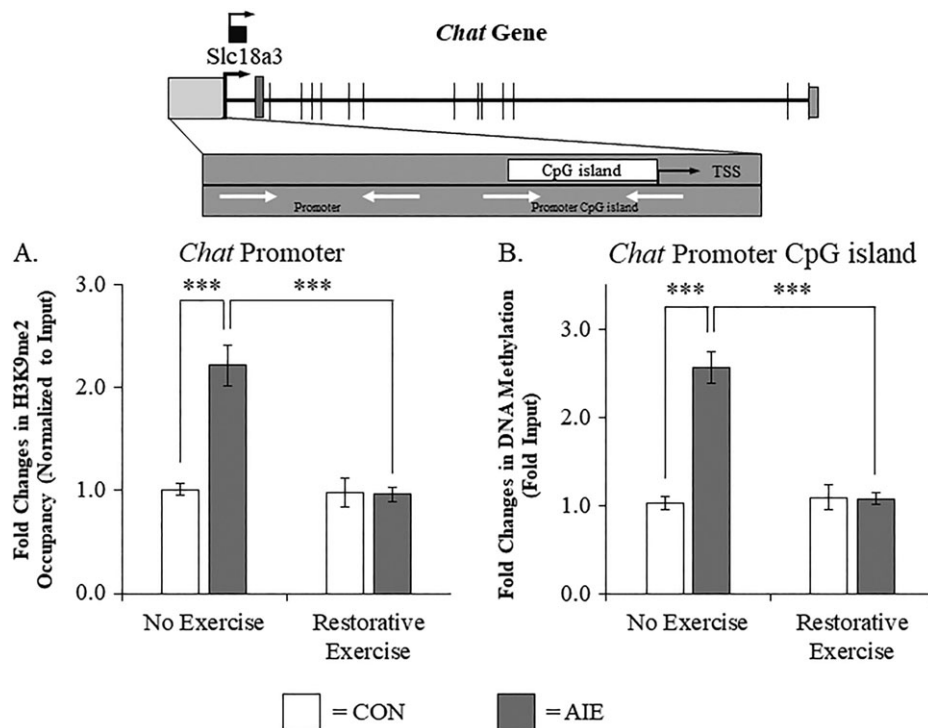 Chat Gene
Slc18a3
CpG island
TSS
Promoter
Promoter CpG island
A.
Chat Promoter
Fold Changes in H3K9me2
Occupancy (Normalized to Input)
3.0
2.0
1.0
0.0
***
***
No Exercise
Restorative
Exercise
B.
Chat Promoter CpG island
Fold Changes in DNA Methylation
(Fold Input)
3.0
2.0
1.0
0.0
***
***
No Exercise
Restorative
Exercise
= CON
= AIE